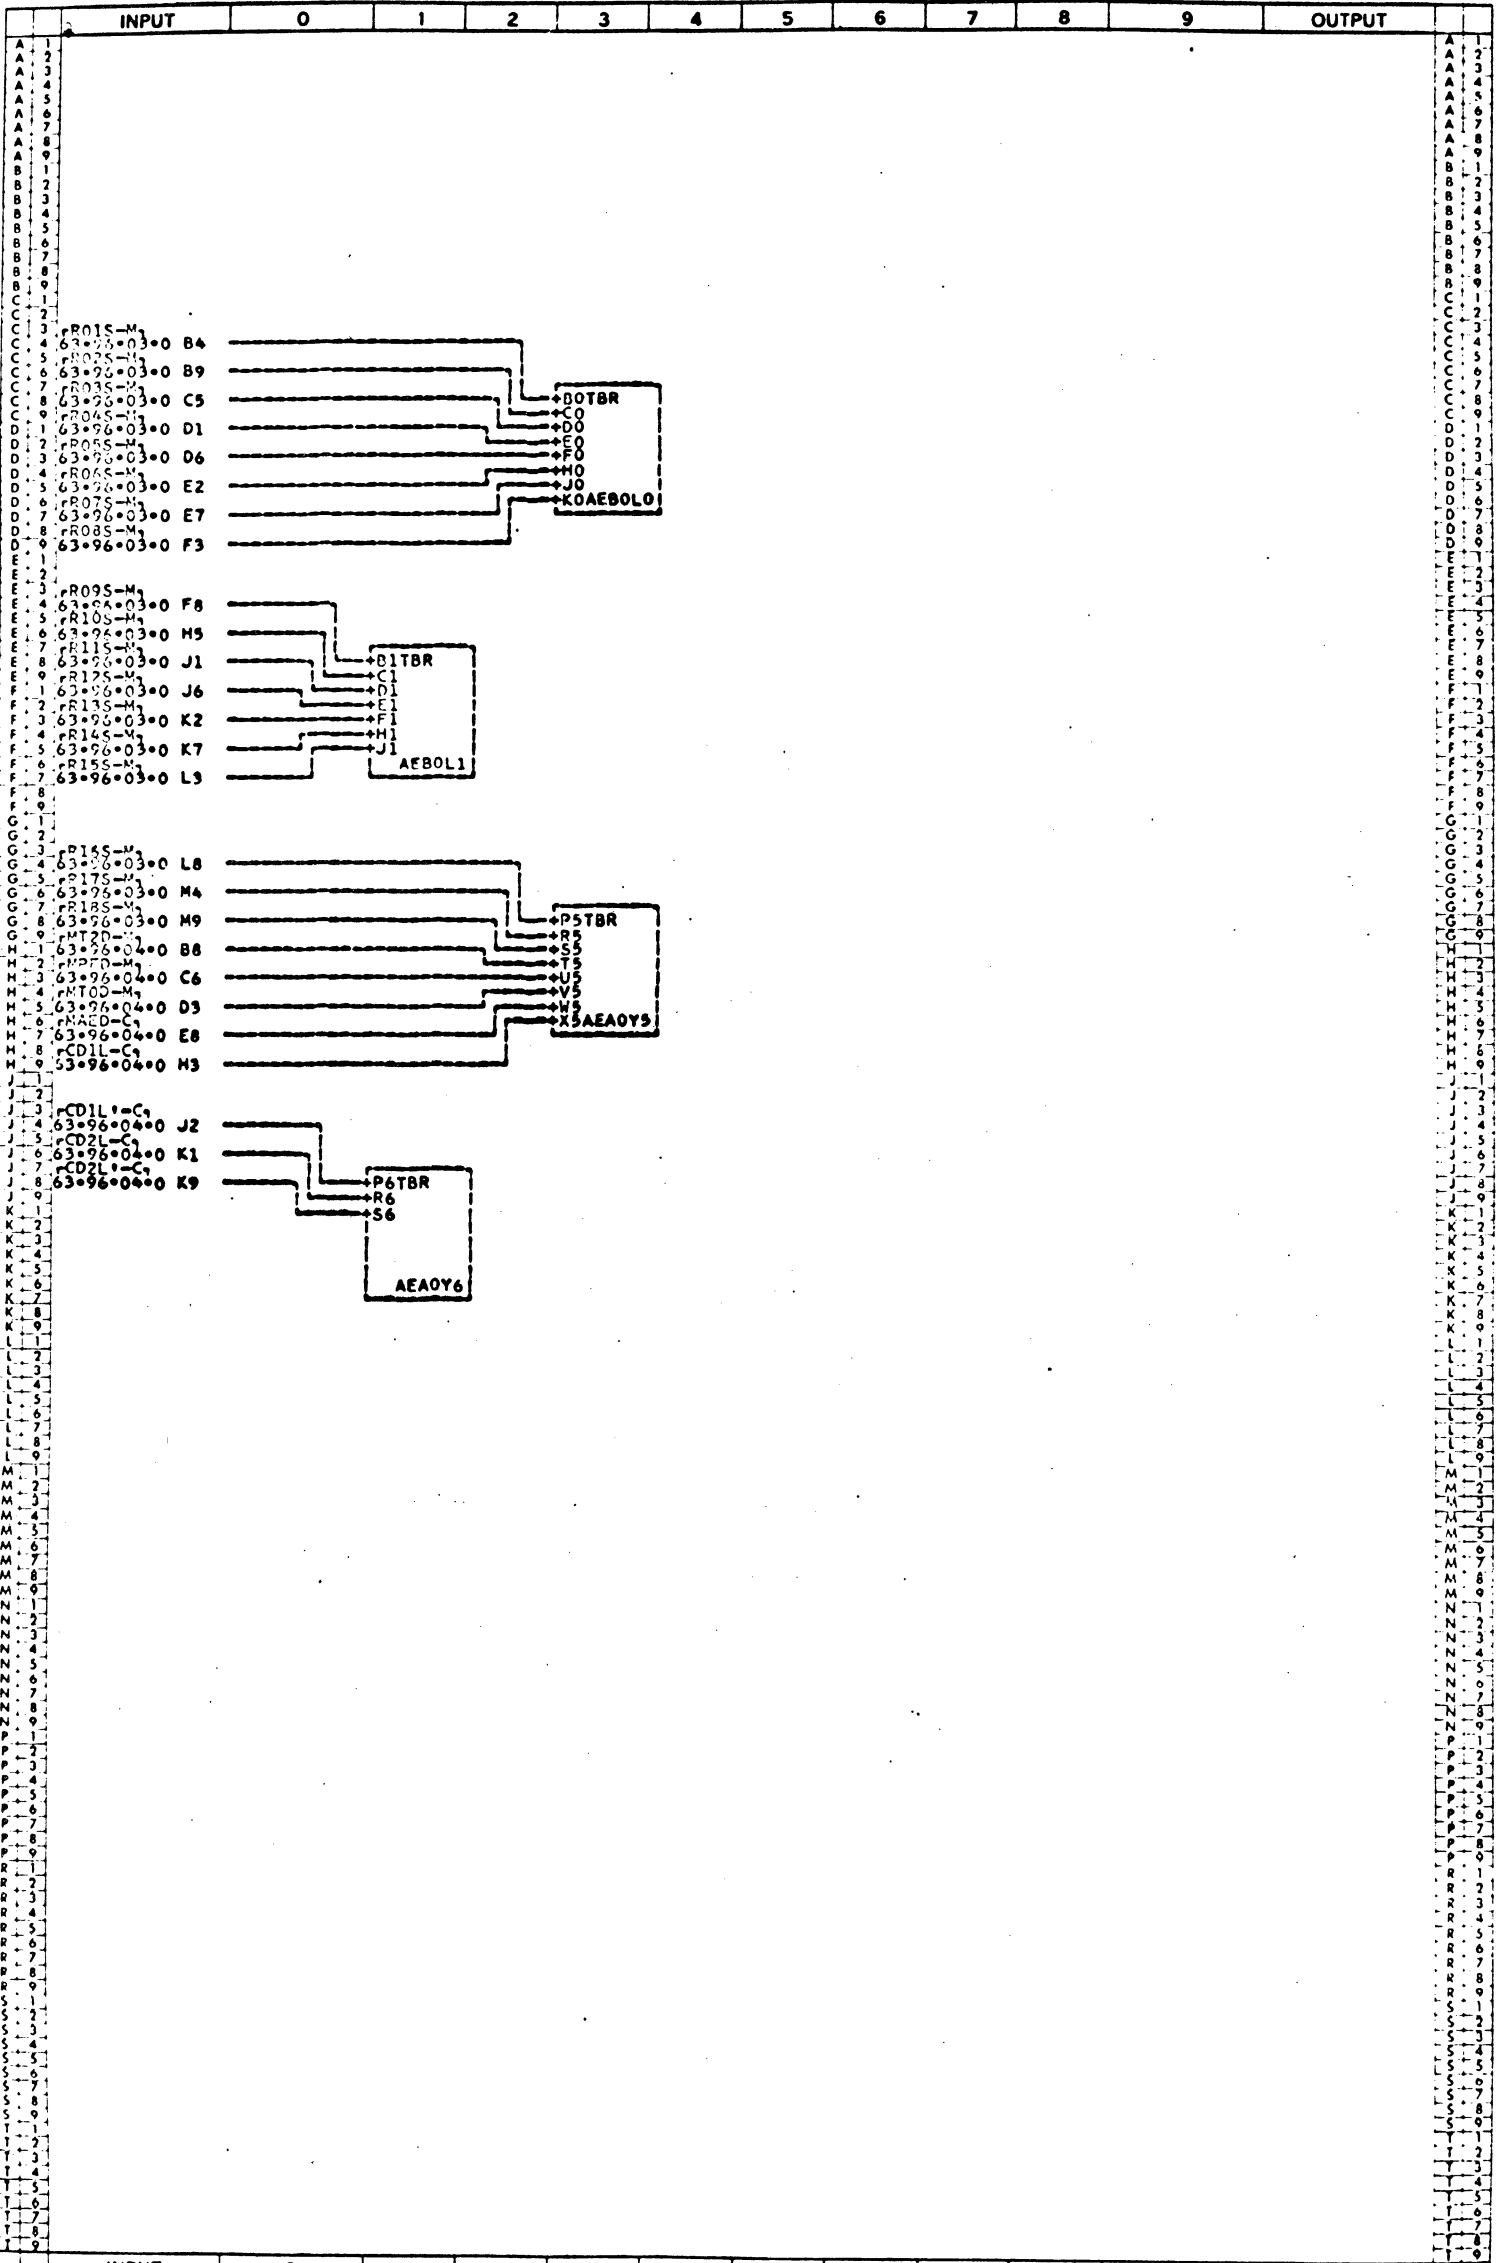 INPUT 0 1 2 3 4 5 6 7 8 9 OUTPUT
R01S-M
63•96•03•0 B4
R02S-M
63•96•03•0 B9
R03S-M
63•96•03•0 C5
R04S-M
63•96•03•0 D1
R05S-M
63•96•03•0 D6
R06S-M
63•96•03•0 E2
R07S-M
63•96•03•0 E7
R08S-M
63•96•03•0 F3
B0TBR
C0
D0
E0
F0
H0
J0
K0AEB0L0
R09S-M
63•96•03•0 F8
R10S-M
63•96•03•0 H5
R11S-M
63•96•03•0 J1
R12S-M
63•96•03•0 J6
R13S-M
63•96•03•0 K2
R14S-M
63•96•03•0 K7
R15S-M
63•96•03•0 L3
B1TBR
C1
D1
E1
F1
H1
J1
AEB0L1
R16S-M
63•96•03•0 L8
R17S-M
63•96•03•0 M4
R18S-M
63•96•03•0 M9
MT2D-M
63•96•04•0 B8
MPFD-M
63•96•04•0 C6
MT0D-M
63•96•04•0 D3
MAED-C
63•96•04•0 E8
CD1L-C
63•96•04•0 H3
P5TBR
R5
S5
T5
U5
V5
W5
X5AEA0Y5
CD1L'-C
63•96•04•0 J2
CD2L-C
63•96•04•0 K1
CD2L'-C
63•96•04•0 K9
P6TBR
R6
S6
AEA0Y6